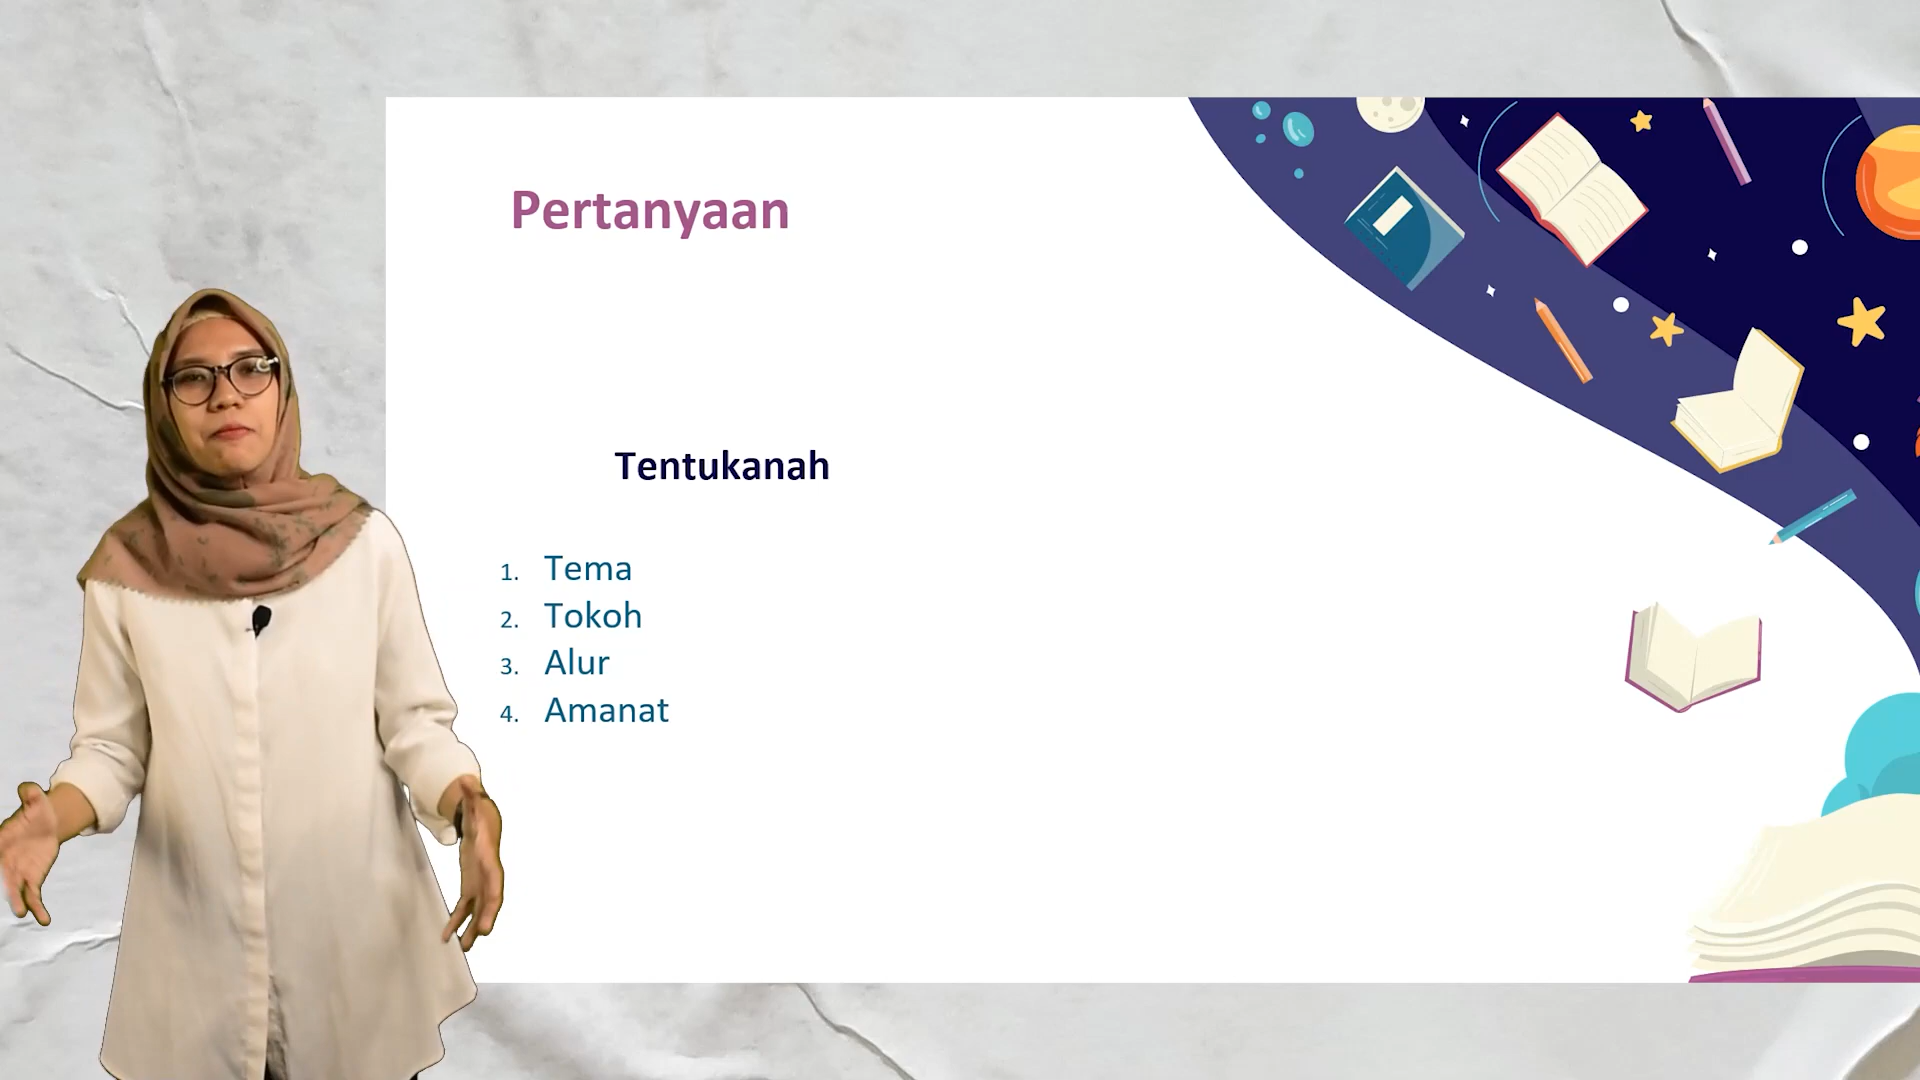 Pertanyaan
Tentukanah
1. Tema
2. Tokoh
3. Alur
4. Amanat